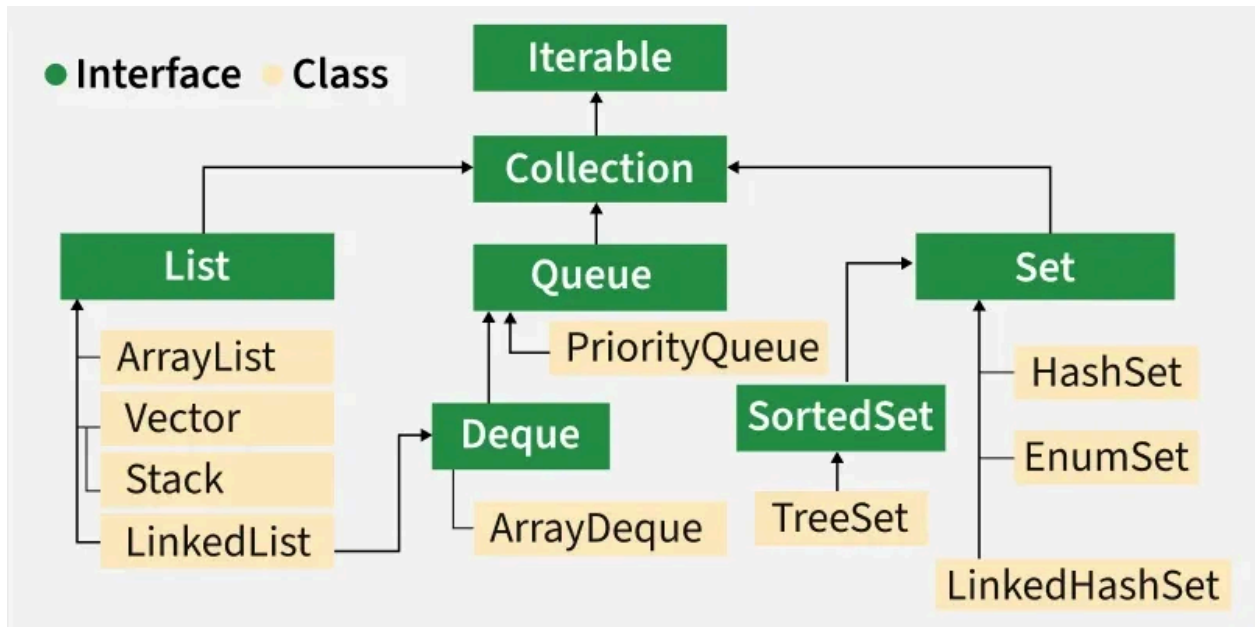 Interface Class
Iterable
Collection
List
Queue
Set
ArrayList
Vector
Stack
LinkedList
PriorityQueue
Deque
ArrayDeque
SortedSet
TreeSet
HashSet
EnumSet
LinkedHashSet